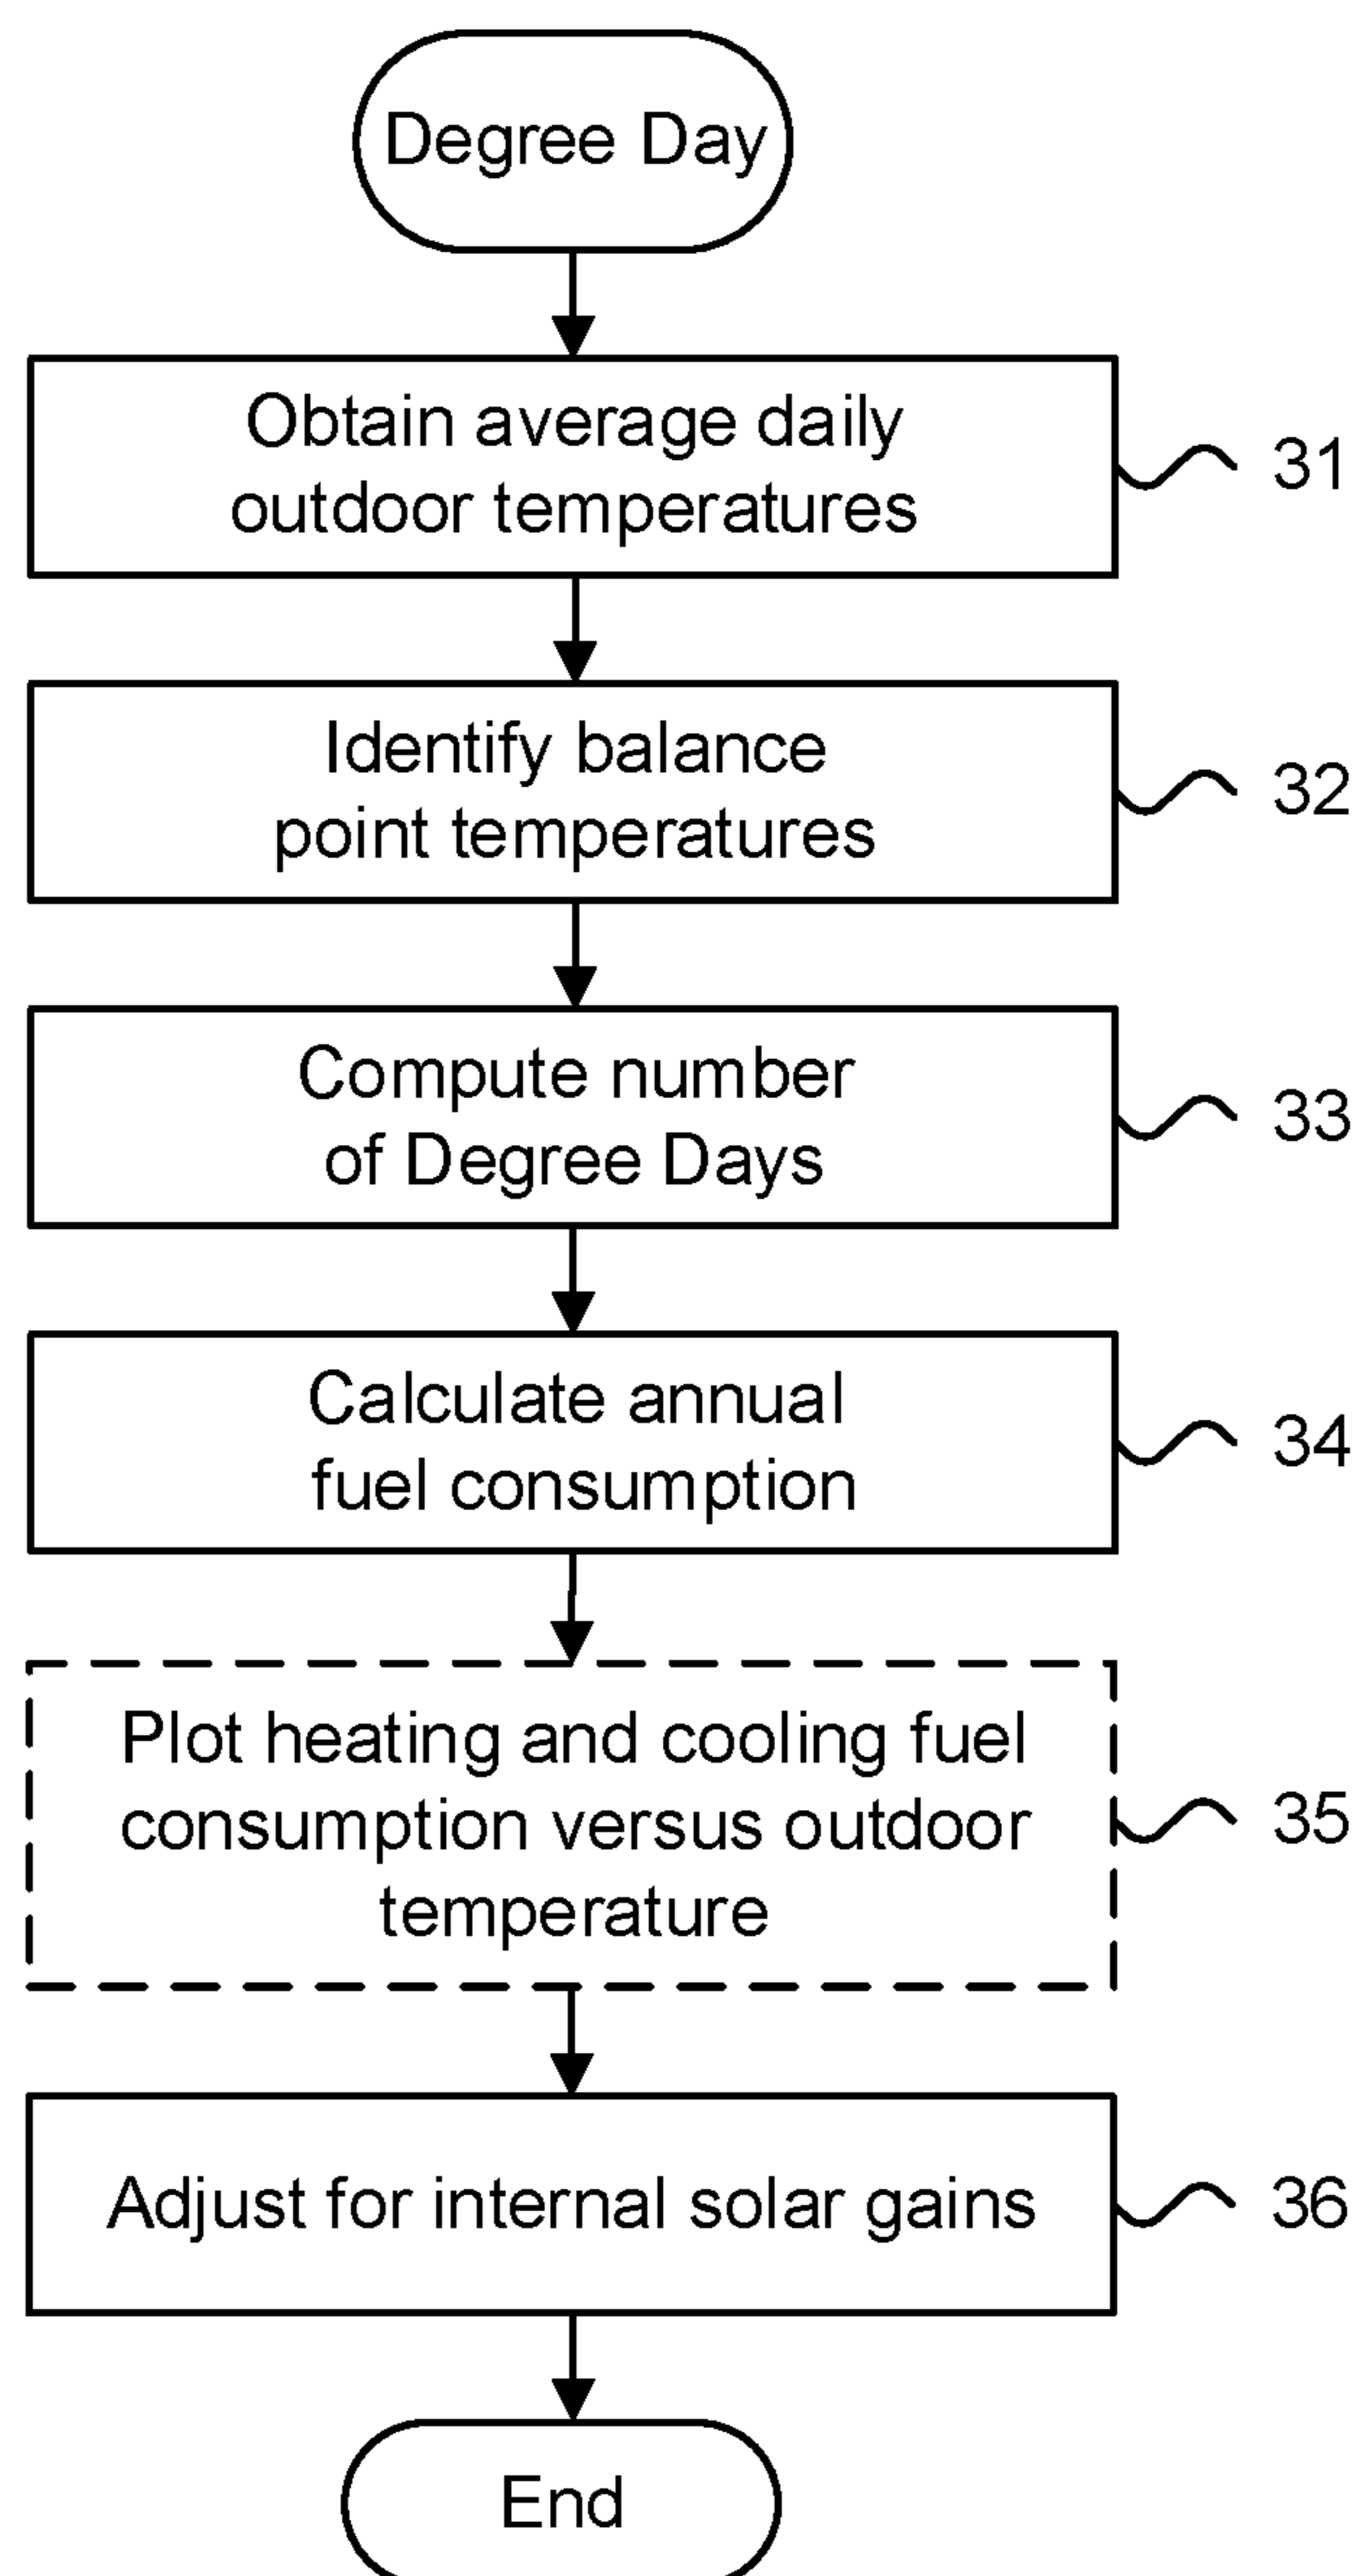 Degree Day
Obtain average daily
outdoor temperatures
31
Identify balance
point temperatures
32
Compute number
of Degree Days
33
Calculate annual
fuel consumption
34
Plot heating and cooling fuel
consumption versus outdoor
temperature
35
Adjust for internal solar gains
36
End